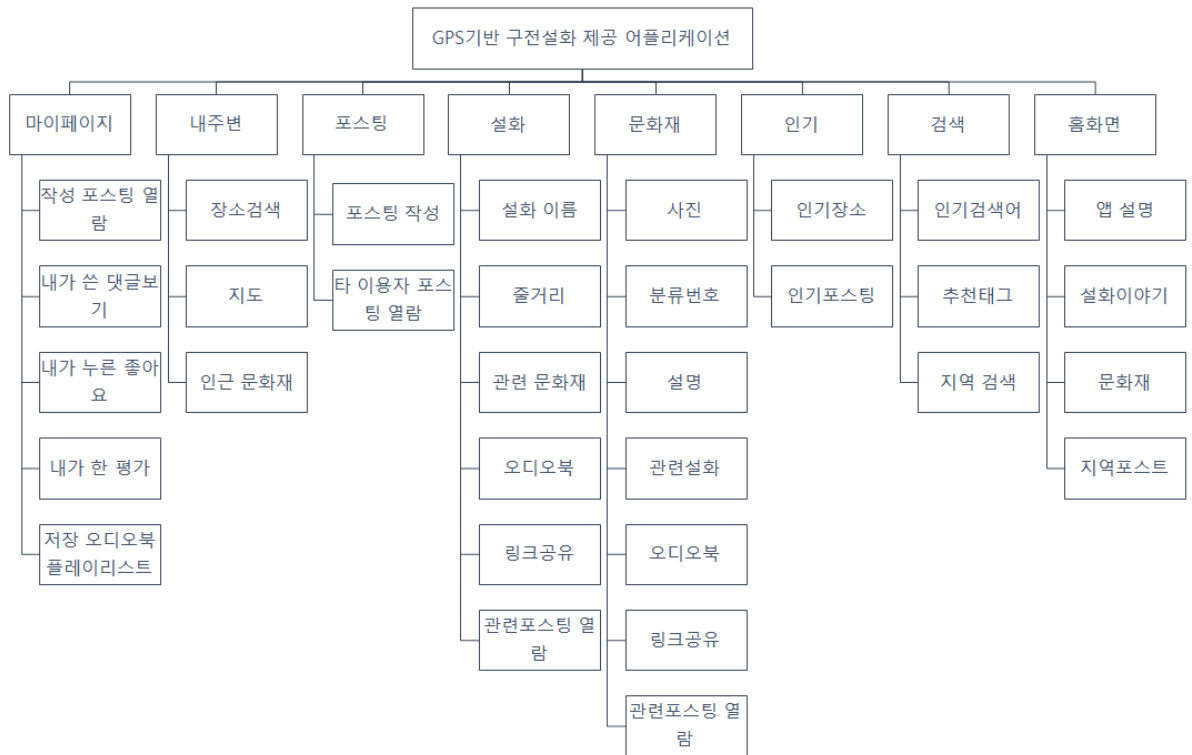 GPS기반 구전설화 제공 어플리케이션
마이페이지
내주변
포스팅
설화
문화재
인기
검색
홈화면
작성 포스팅 열
람
내가 쓴 댓글보
기
내가 누른 좋아
요
내가 한 평가
저장 오디오북
플레이리스트
장소검색
지도
인근 문화재
포스팅 작성
타 이용자 포스
팅 열람
설화 이름
줄거리
관련 문화재
오디오북
링크공유
관련포스팅 열
람
사진
분류번호
설명
관련설화
오디오북
링크공유
관련포스팅 열
람
인기장소
인기포스팅
인기검색어
추천태그
지역 검색
앱 설명
설화이야기
문화재
지역포스트